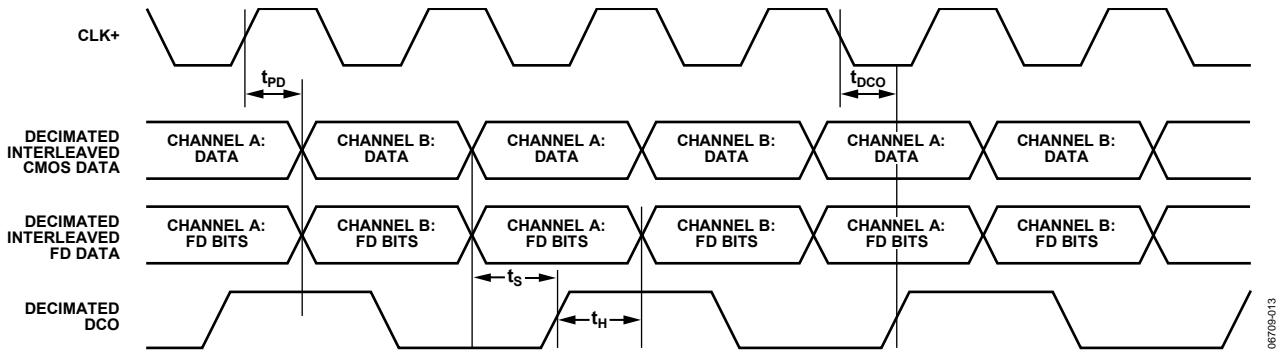 CLK+
tPD
tDCO
DECIMATED
INTERLEAVED
CMOS DATA
CHANNEL A:
DATA
CHANNEL B:
DATA
CHANNEL A:
DATA
CHANNEL B:
DATA
CHANNEL A:
DATA
CHANNEL B:
DATA
DECIMATED
INTERLEAVED
FD DATA
CHANNEL A:
FD BITS
CHANNEL B:
FD BITS
CHANNEL A:
FD BITS
CHANNEL B:
FD BITS
CHANNEL A:
FD BITS
CHANNEL B:
FD BITS
tS
DECIMATED
DCO
tH
06709-013